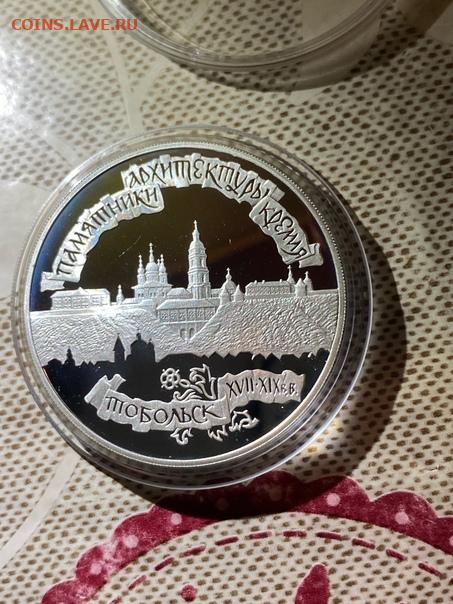 COINS.LAVE.RU
ПАМЯТНИКИ
АРХИТЕКТУРЫ
КРЕМЛЯ
ТОБОЛЬСК
XVII-XIX В.В.